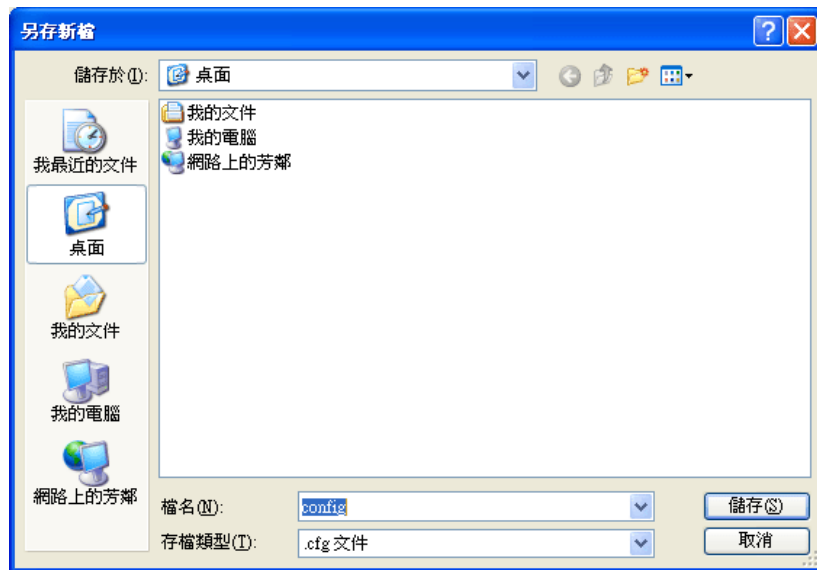 另存新檔
儲存於(I):
桌面
我最近的文件
桌面
我的文件
我的電腦
網路上的芳鄰
我的文件
我的電腦
網路上的芳鄰
檔名(N):
config
儲存(S)
存檔類型(T):
.cfg 文件
取消